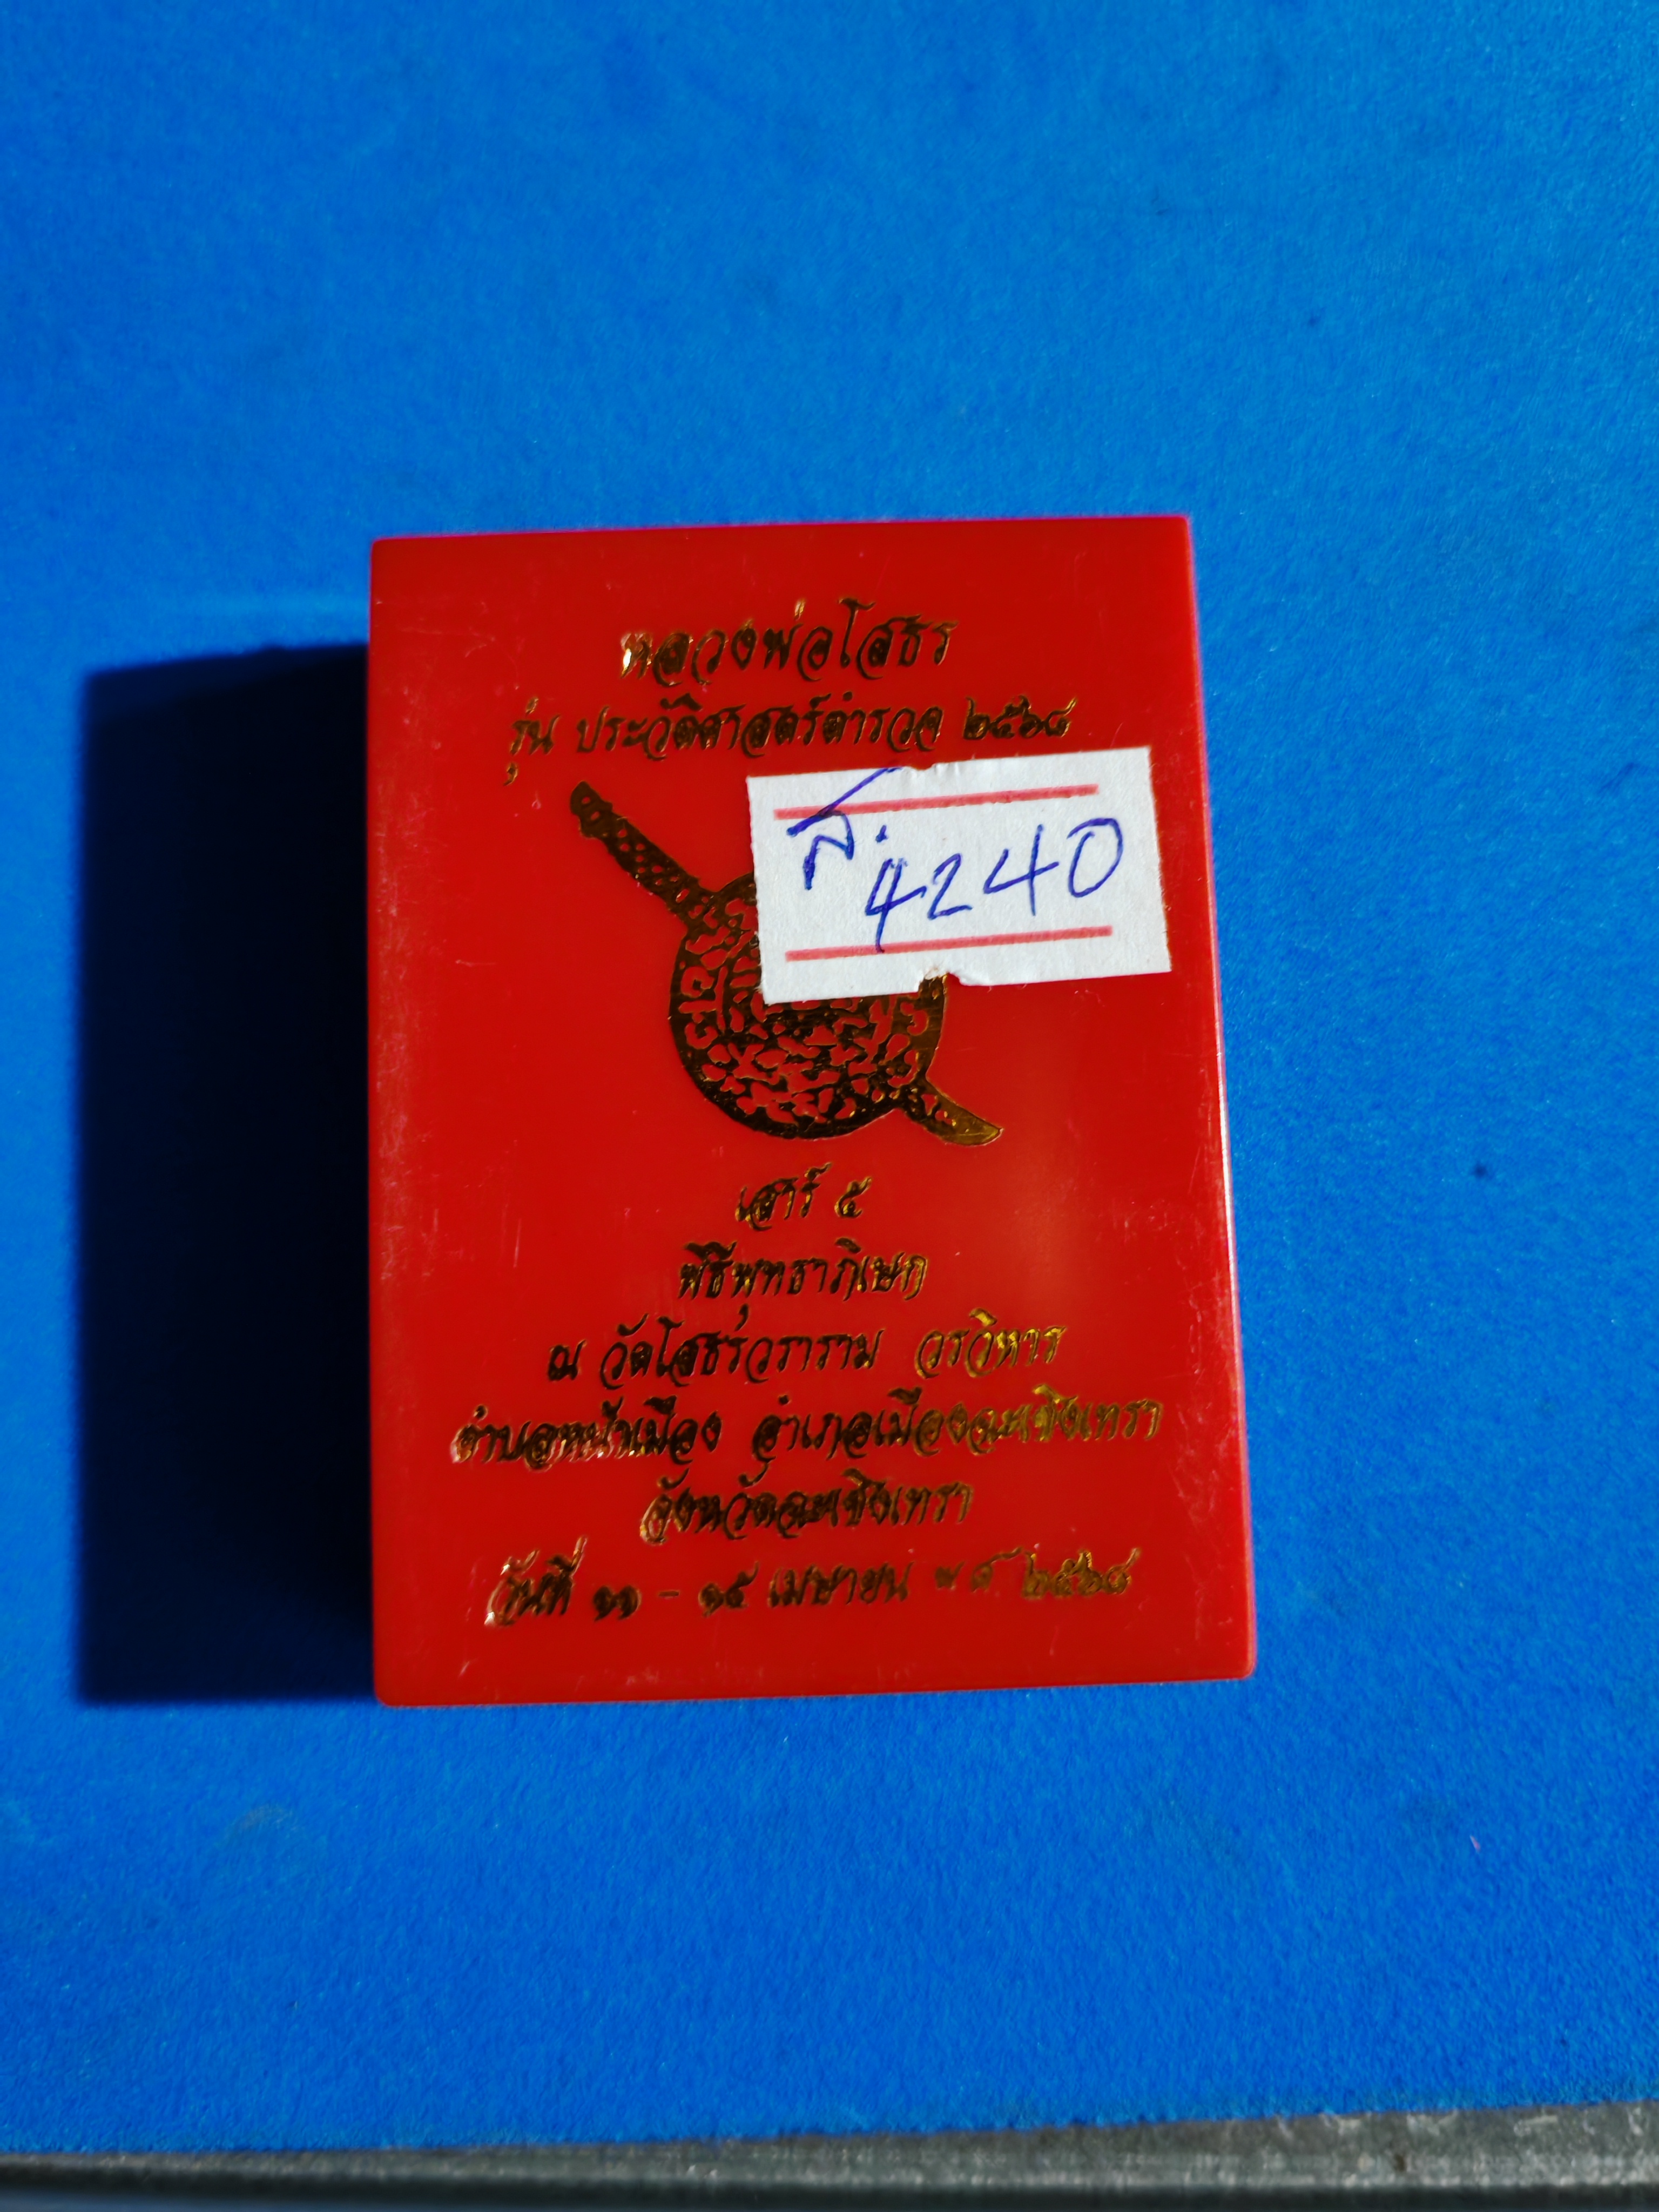 หลวงพ่อโสธร
รุ่น ประวัติศาสตร์ตำรวจ ๒๕๖๘
ส. 4240
เสาร์ ๕
พิธีพุทธาภิเษก
ณ วัดโสธรวราราม วรวิหาร
ตำบลหน้าเมือง อำเภอเมืองฉะเชิงเทรา
จังหวัดฉะเชิงเทรา
วันที่ ๑๑ - ๑๕ เมษายน พ ศ ๒๕๖๘